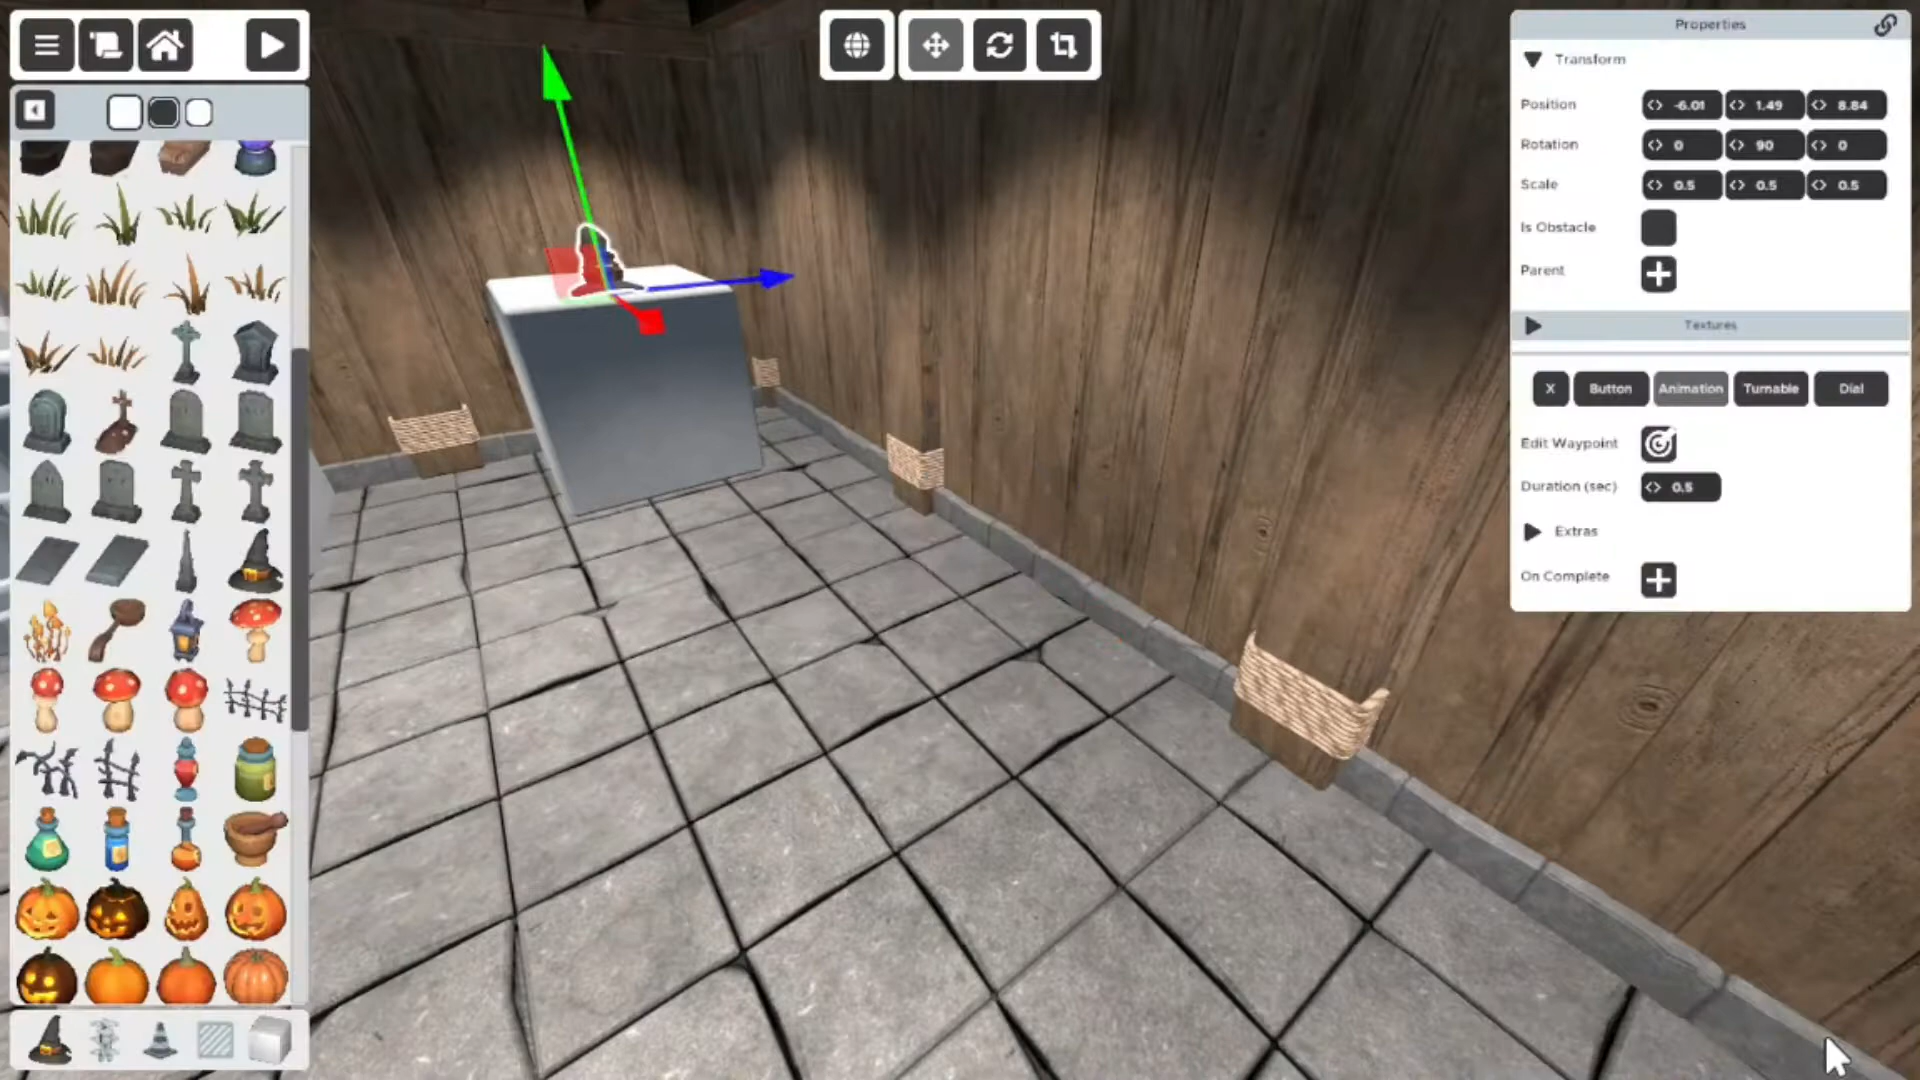 Properties
Transform
Position -6.01 1.49 8.84
Rotation 0 90 0
Scale 0.5 0.5 0.5
Is Obstacle
Parent
Textures
X Button Animation Turnable Dial
Edit Waypoint
Duration (sec) 0.5
Extras
On Complete